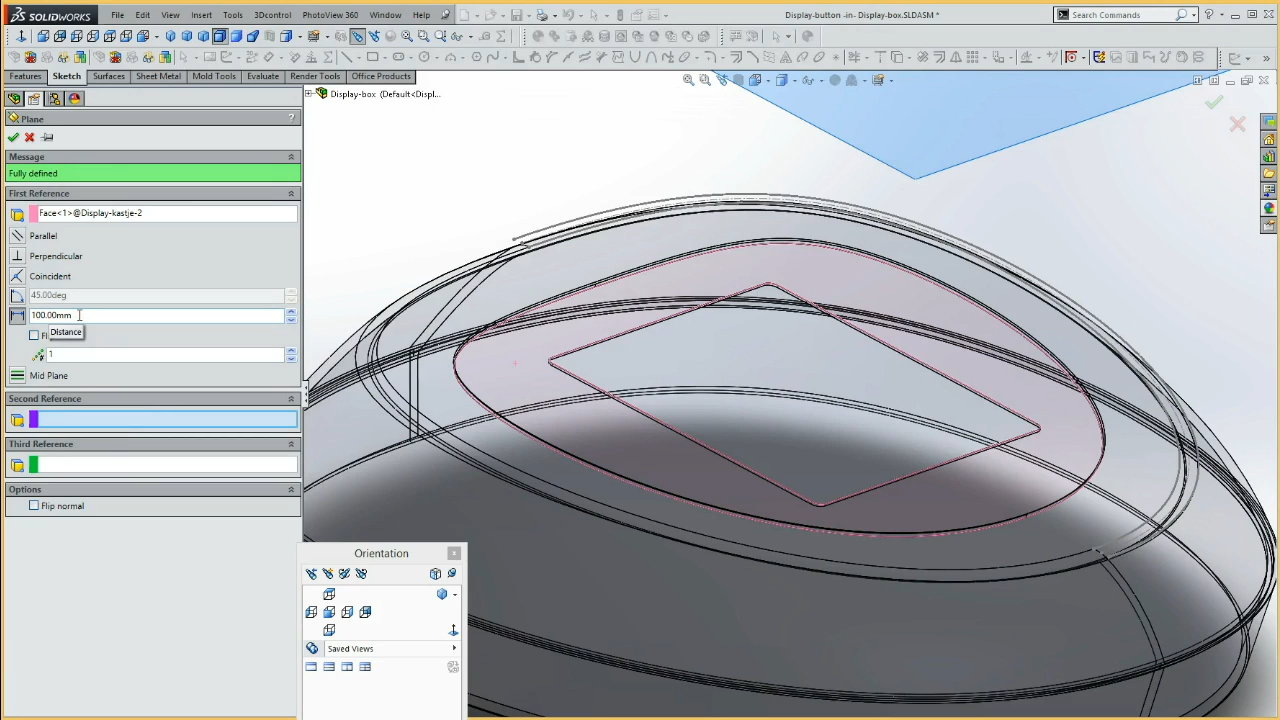 SOLIDWORKS File Edit View Insert Tools 3Dcontrol PhotoView 360 Window Help Display-button -in- Display-box.SLDASM * Search Commands
Features Sketch Surfaces Sheet Metal Mold Tools Evaluate Render Tools Office Products
Display-box (Default<Displ...
Plane ?
Message
Fully defined
First Reference
Face<1>@Display-kastje-2
Parallel
Perpendicular
Coincident
45.00deg
100.00mm
Distance
1
Mid Plane
Second Reference
Third Reference
Options
Flip normal
Orientation
Saved Views